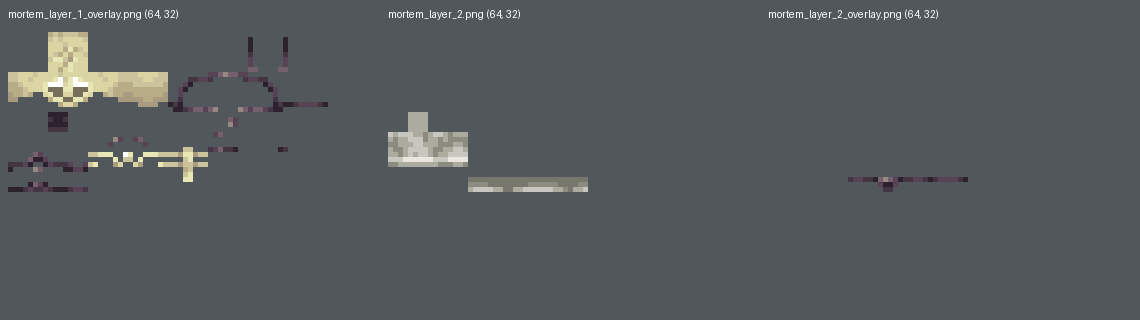 mortem_layer_1_overlay.png (64, 32)
mortem_layer_2.png (64, 32)
mortem_layer_2_overlay.png (64, 32)